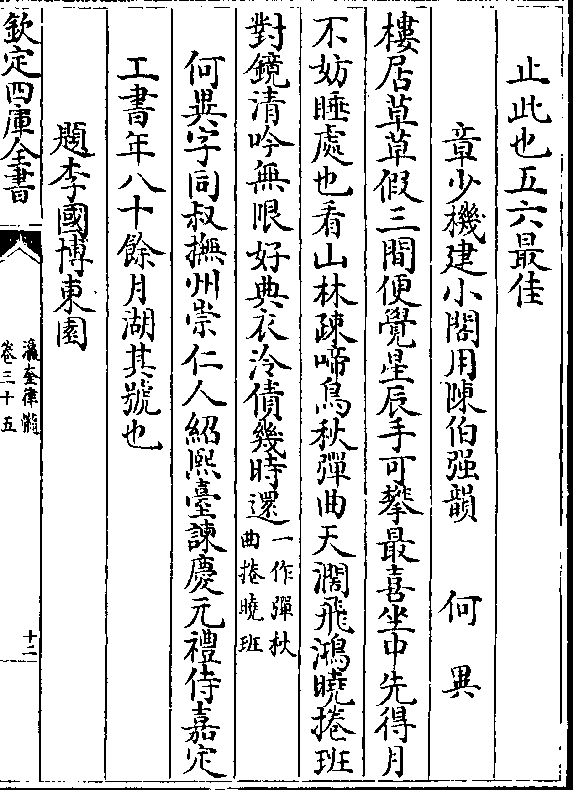 止此也五六最佳
章少機建小閣用陳伯强韻　何異
樓居草草假三間便覺星辰手可攀最喜坐中先得月
不妨睡處也看山林疎啼鳥秋彈曲天濶飛鴻曉捲班
對鏡清吟無限好典衣冷債幾時還一作彈秋曲捲曉班
何異字同叔撫州崇仁人紹熙臺諫慶元禮侍嘉定
工書年八十餘月湖其號也
題李國博東園
欽定四庫全書
瀛奎律髓
卷三十五
十二